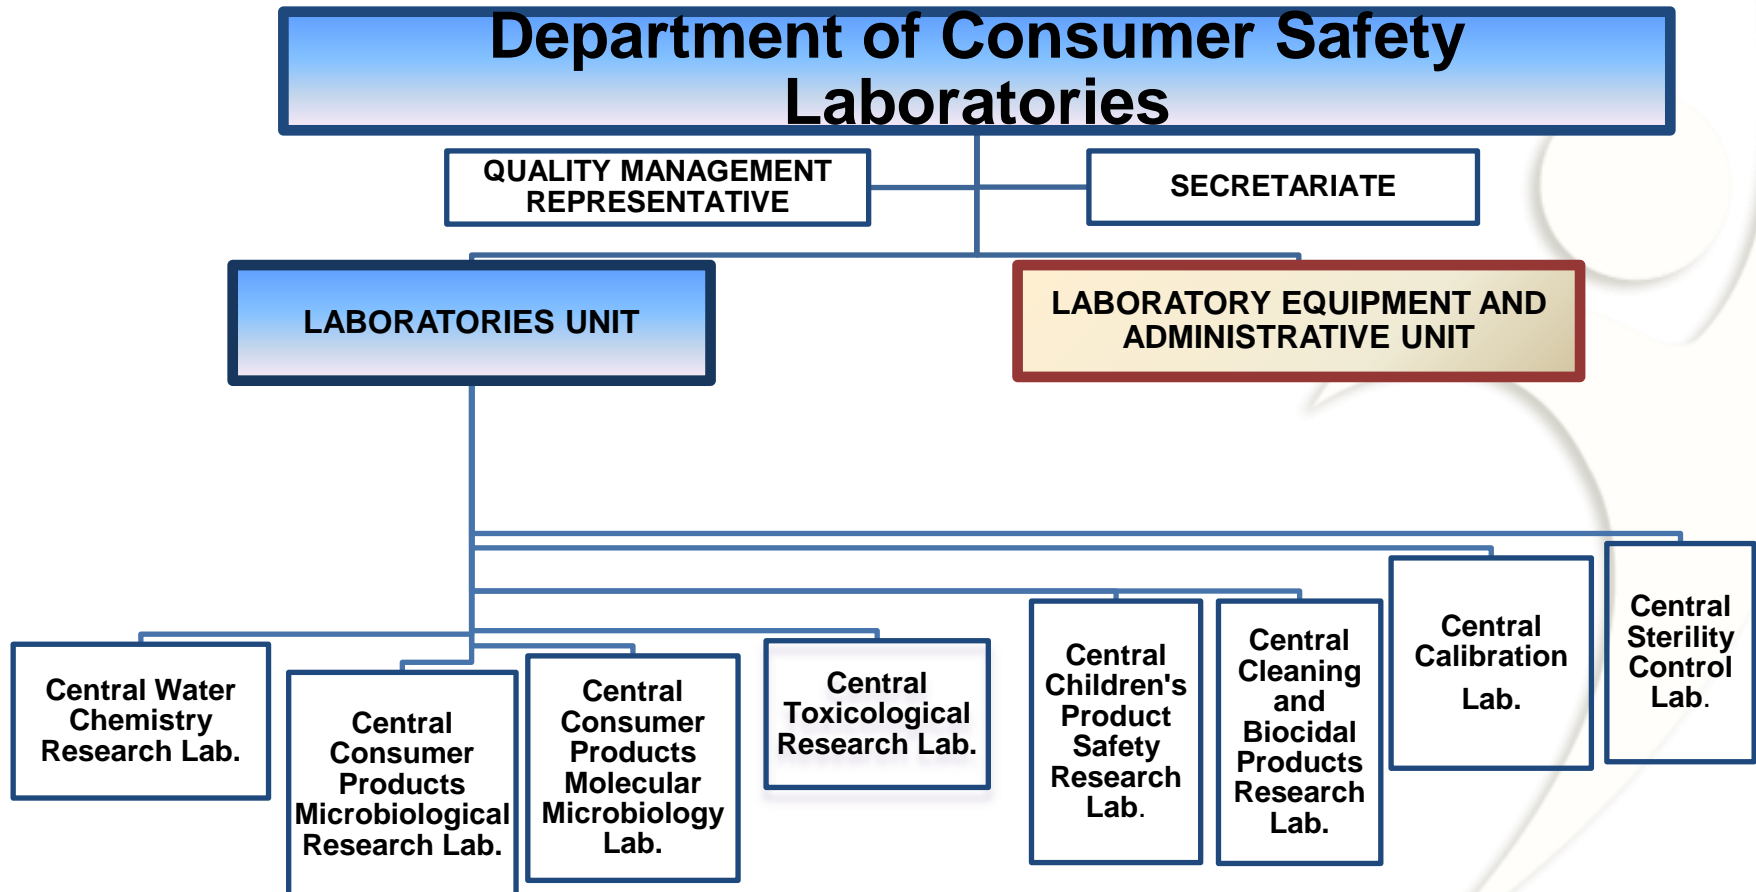 Department of Consumer Safety
Laboratories
QUALITY MANAGEMENT
REPRESENTATIVE
SECRETARIATE
LABORATORIES UNIT
LABORATORY EQUIPMENT AND
ADMINISTRATIVE UNIT
Central Water
Chemistry
Research Lab.
Central
Consumer
Products
Microbiological
Research Lab.
Central
Consumer
Products
Molecular
Microbiology
Lab.
Central
Toxicological
Research Lab.
Central
Children's
Product
Safety
Research
Lab.
Central
Cleaning
and
Biocidal
Products
Research
Lab.
Central
Calibration
Lab.
Central
Sterility
Control
Lab.